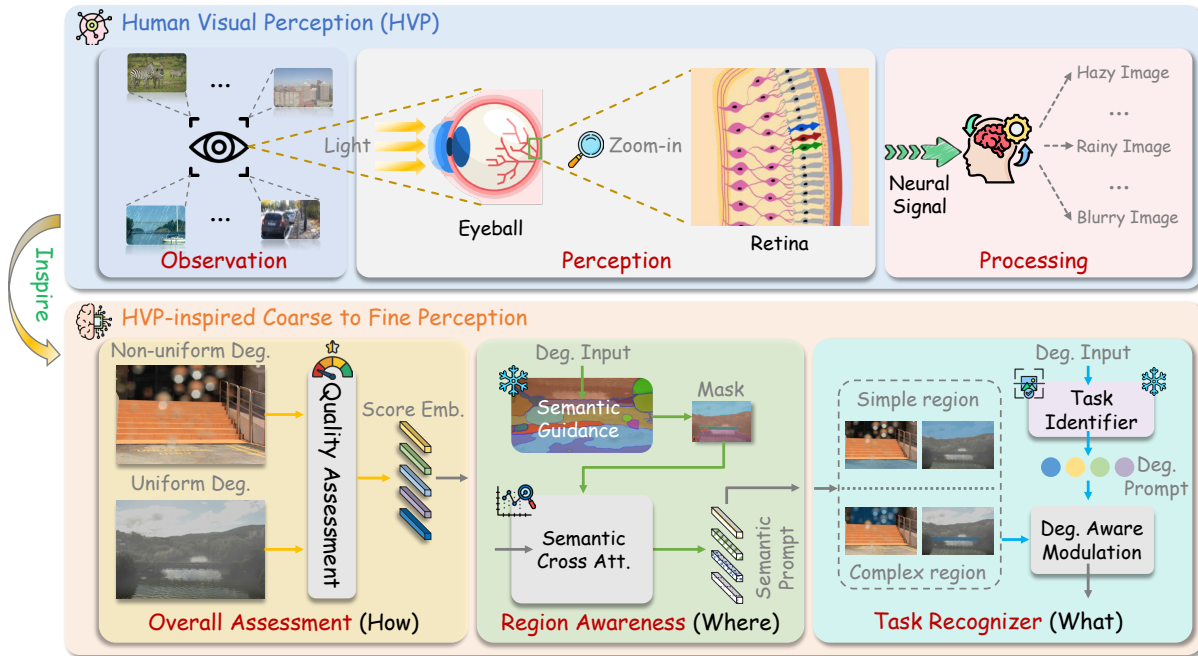 Human Visual Perception (HVP)
...
...
Light
Eyeball
Zoom-in
Retina
Neural
Signal
Hazy Image
...
Rainy Image
...
Blurry Image
Observation
Perception
Processing
Inspire
HVP-inspired Coarse to Fine Perception
Non-uniform Deg.
Uniform Deg.
Quality Assessment
Score Emb.
Overall Assessment (How)
Deg. Input
Semantic
Guidance
Mask
Semantic
Cross Att.
Semantic
Prompt
Region Awareness (Where)
Simple region
Complex region
Deg. Input
Task
Identifier
Deg.
Prompt
Deg. Aware
Modulation
Task Recognizer (What)